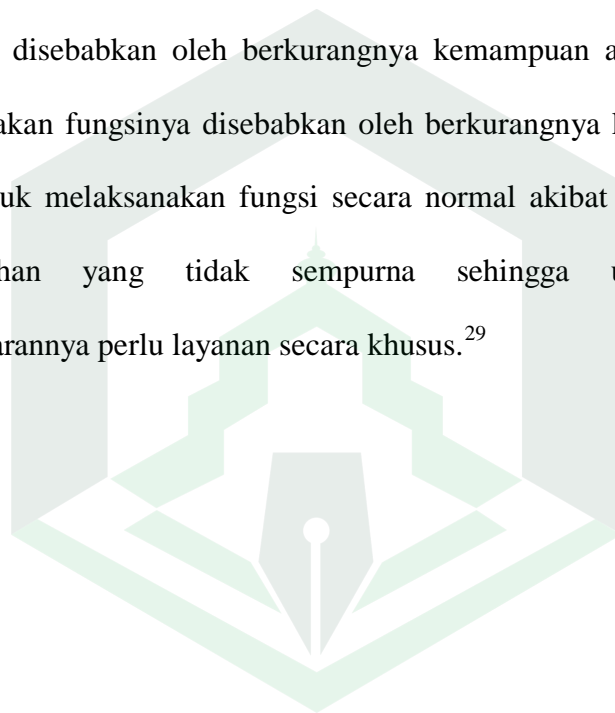 disebabkan oleh berkurangnya kemampuan a
akan fungsinya disebabkan oleh berkurangnya
uk melaksanakan fungsi secara normal akibat
han yang tidak sempurna sehingga u
arannya perlu layanan secara khusus.29